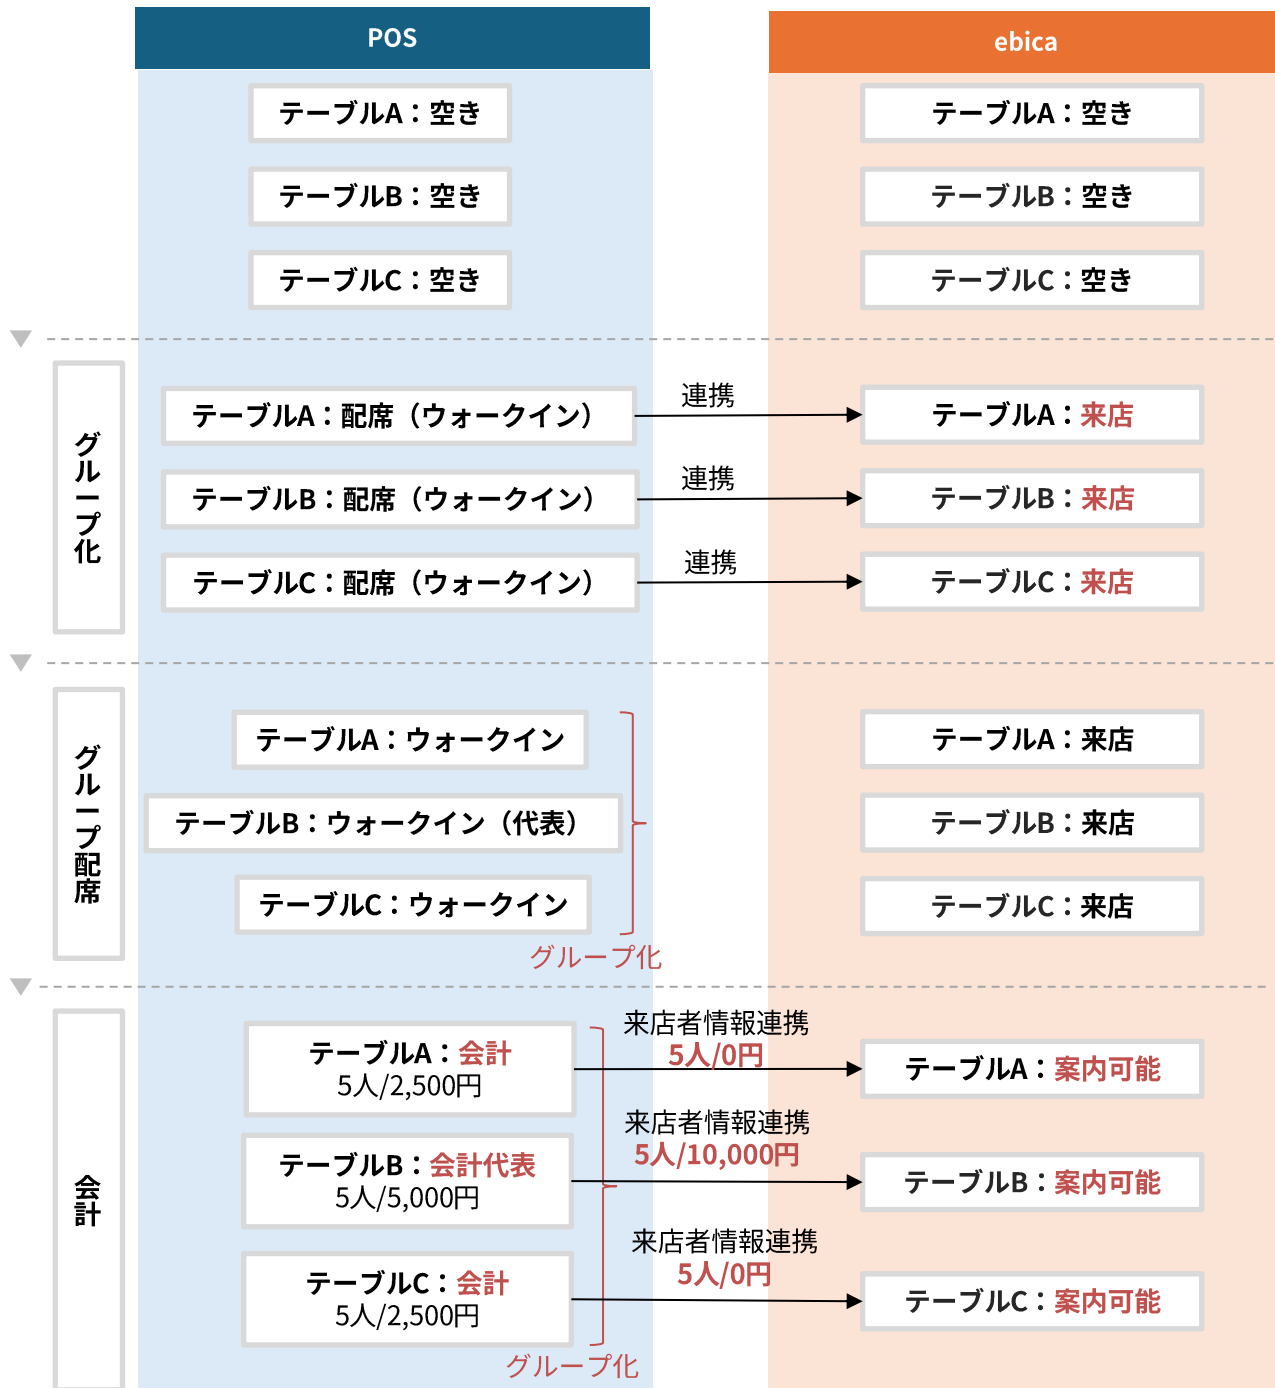 POS
ebica
テーブルA：空き
テーブルA：空き
テーブルB：空き
テーブルB：空き
テーブルC：空き
テーブルC：空き
グループ化
テーブルA：配席（ウォークイン）
連携
テーブルA：来店
テーブルB：配席（ウォークイン）
連携
テーブルB：来店
テーブルC：配席（ウォークイン）
連携
テーブルC：来店
グループ配席
テーブルA：ウォークイン
テーブルA：来店
テーブルB：ウォークイン（代表）
テーブルB：来店
テーブルC：ウォークイン
テーブルC：来店
グループ化
会計
テーブルA：会計
5人/2,500円
来店者情報連携
5人/0円
テーブルA：案内可能
テーブルB：会計代表
5人/5,000円
来店者情報連携
5人/10,000円
テーブルB：案内可能
テーブルC：会計
5人/2,500円
来店者情報連携
5人/0円
テーブルC：案内可能
グループ化